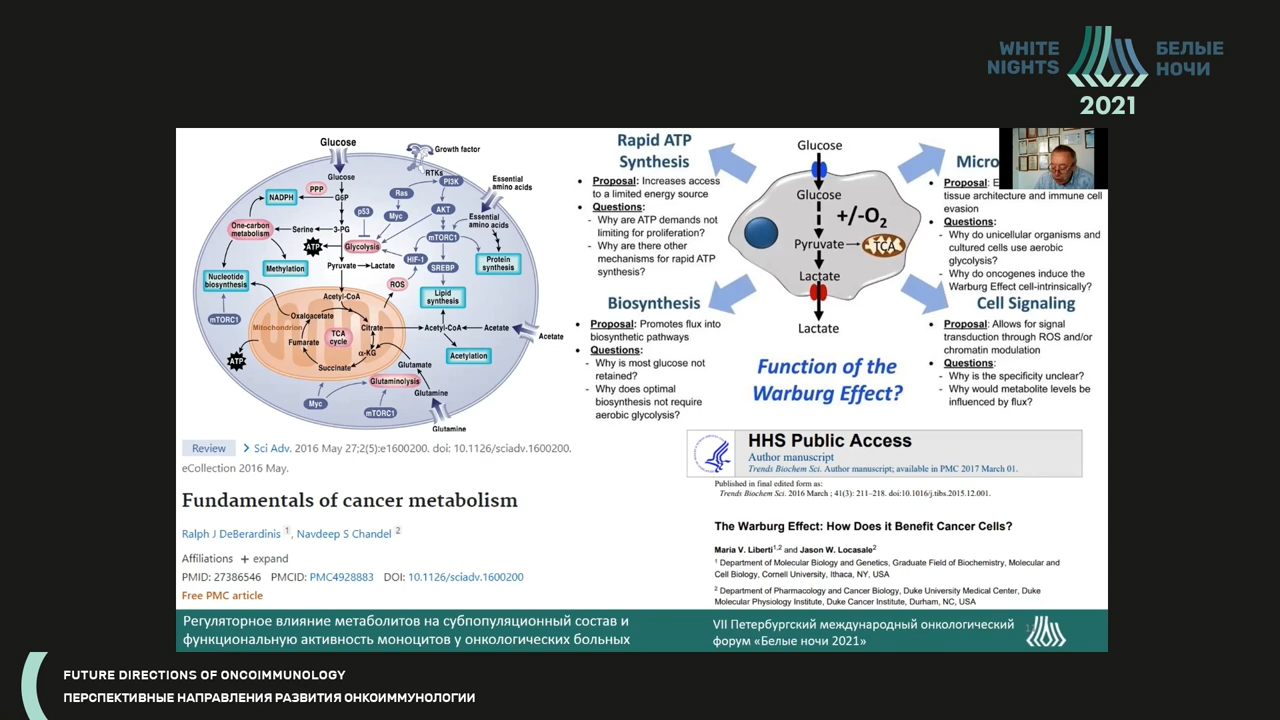 WHITE
NIGHTS
БЕЛЫЕ
НОЧИ
2021
Glucose
Growth factor
Glucose
RTKs
PI3K
Essential
amino acids
PPP
NADPH
G6P
Ras
p53
Myc
AKT
Essential
amino acids
One-carbon
metabolism
Serine
3-PG
ATP
Glycolysis
mTORC1
HIF-1
SREBP
Protein
synthesis
Nucleotide
biosynthesis
Methylation
Pyruvate
Lactate
ROS
Lipid
synthesis
Acetyl-CoA
mTORC1
Oxaloacetate
Mitochondrion
TCA
cycle
Citrate
Acetyl-CoA
Acetate
Acetate
Fumarate
α-KG
Acetylation
ATP
Succinate
Glutamate
Glutaminolysis
Glutamine
Myc
mTORC1
Glutamine
Rapid ATP
Synthesis
• Proposal: Increases access
to a limited energy source
• Questions:
- Why are ATP demands not
limiting for proliferation?
- Why are there other
mechanisms for rapid ATP
synthesis?
Biosynthesis
• Proposal: Promotes flux into
biosynthetic pathways
• Questions:
- Why is most glucose not
retained?
- Why does optimal
biosynthesis not require
aerobic glycolysis?
Glucose
Glucose
+/-O2
Pyruvate
TCA
Lactate
Lactate
Function of the
Warburg Effect?
• Proposal:
tissue architecture and immune cell
evasion
• Questions:
- Why do unicellular organisms and
cultured cells use aerobic
glycolysis?
- Why do oncogenes induce the
Warburg Effect cell-intrinsically?
Cell Signaling
• Proposal: Allows for signal
transduction through ROS and/or
chromatin modulation
• Questions:
- Why is the specificity unclear?
- Why would metabolite levels be
influenced by flux?
Review > Sci Adv. 2016 May 27;2(5):e1600200. doi: 10.1126/sciadv.1600200.
eCollection 2016 May.
Fundamentals of cancer metabolism
Ralph J DeBerardinis 1, Navdeep S Chandel 2
Affiliations + expand
PMID: 27386546 PMCID: PMC4928883 DOI: 10.1126/sciadv.1600200
Free PMC article
HHS Public Access
Author manuscript
Trends Biochem Sci. Author manuscript; available in PMC 2017 March 01.
Published in final edited form as:
Trends Biochem Sci. 2016 March ; 41(3): 211–218. doi:10.1016/j.tibs.2015.12.001.
The Warburg Effect: How Does it Benefit Cancer Cells?
Maria V. Liberti1,2 and Jason W. Locasale2
1 Department of Molecular Biology and Genetics, Graduate Field of Biochemistry, Molecular and
Cell Biology, Cornell University, Ithaca, NY, USA
2 Department of Pharmacology and Cancer Biology, Duke University Medical Center, Duke
Molecular Physiology Institute, Duke Cancer Institute, Durham, NC, USA
Регуляторное влияние метаболитов на субпопуляционный состав и
функциональную активность моноцитов у онкологических больных
VII Петербургский международный онкологический
форум «Белые ночи 2021»
FUTURE DIRECTIONS OF ONCOIMMUNOLOGY
ПЕРСПЕКТИВНЫЕ НАПРАВЛЕНИЯ РАЗВИТИЯ ОНКОИММУНОЛОГИИ